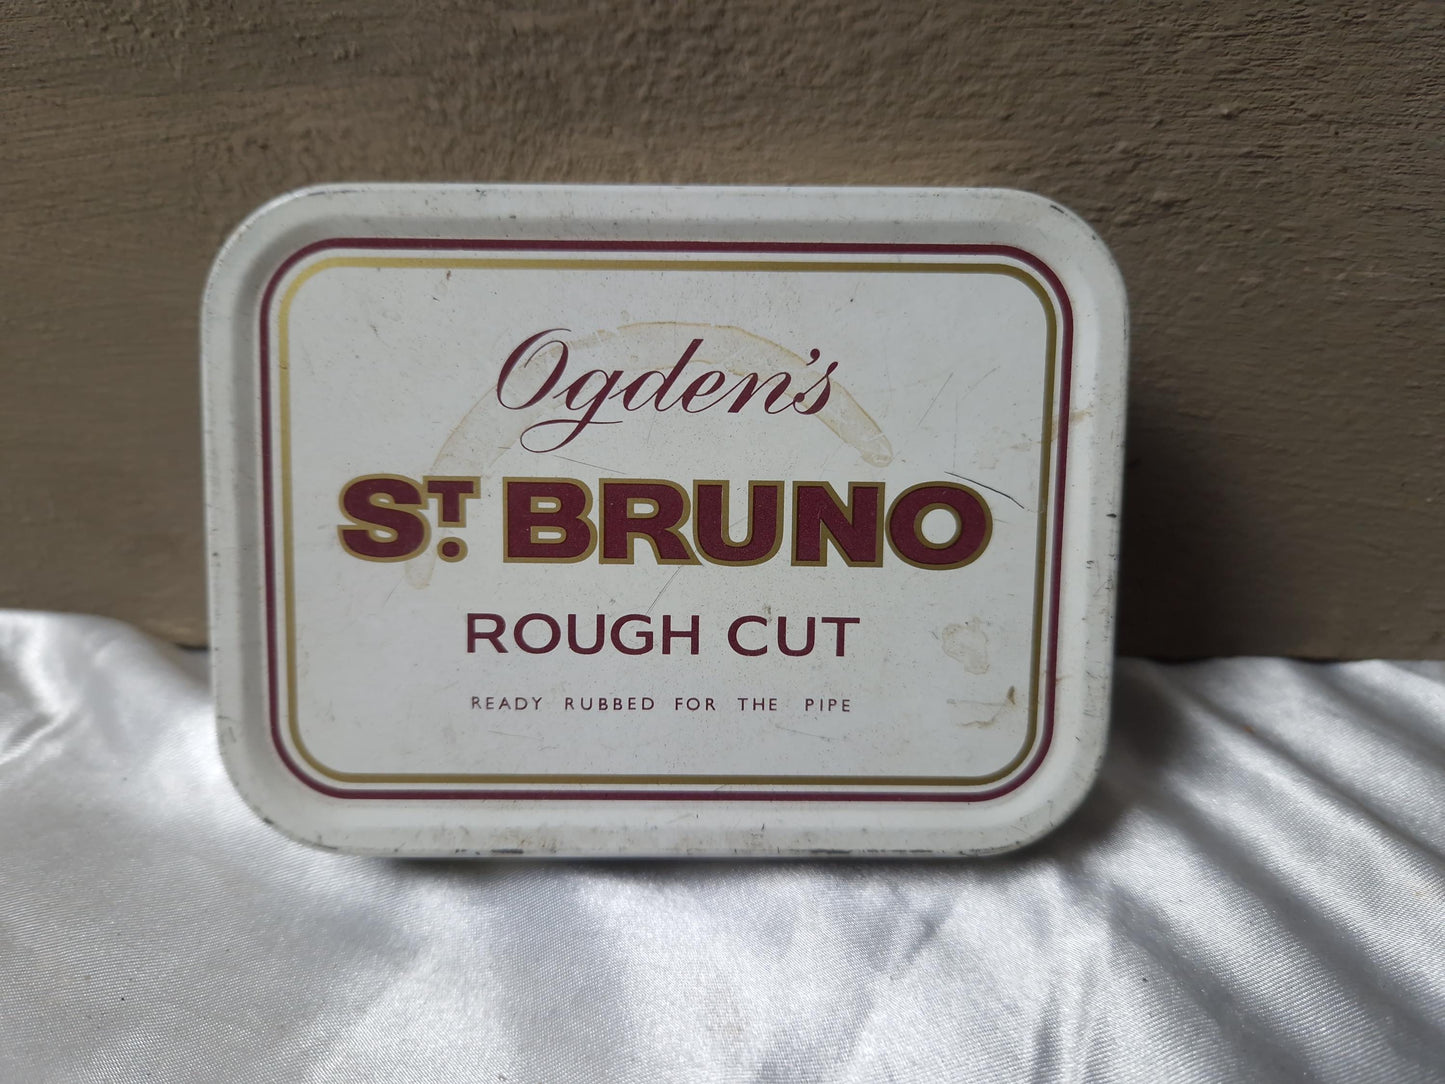 Ogden's
ST. BRUNO
ROUGH CUT
READY RUBBED FOR THE PIPE